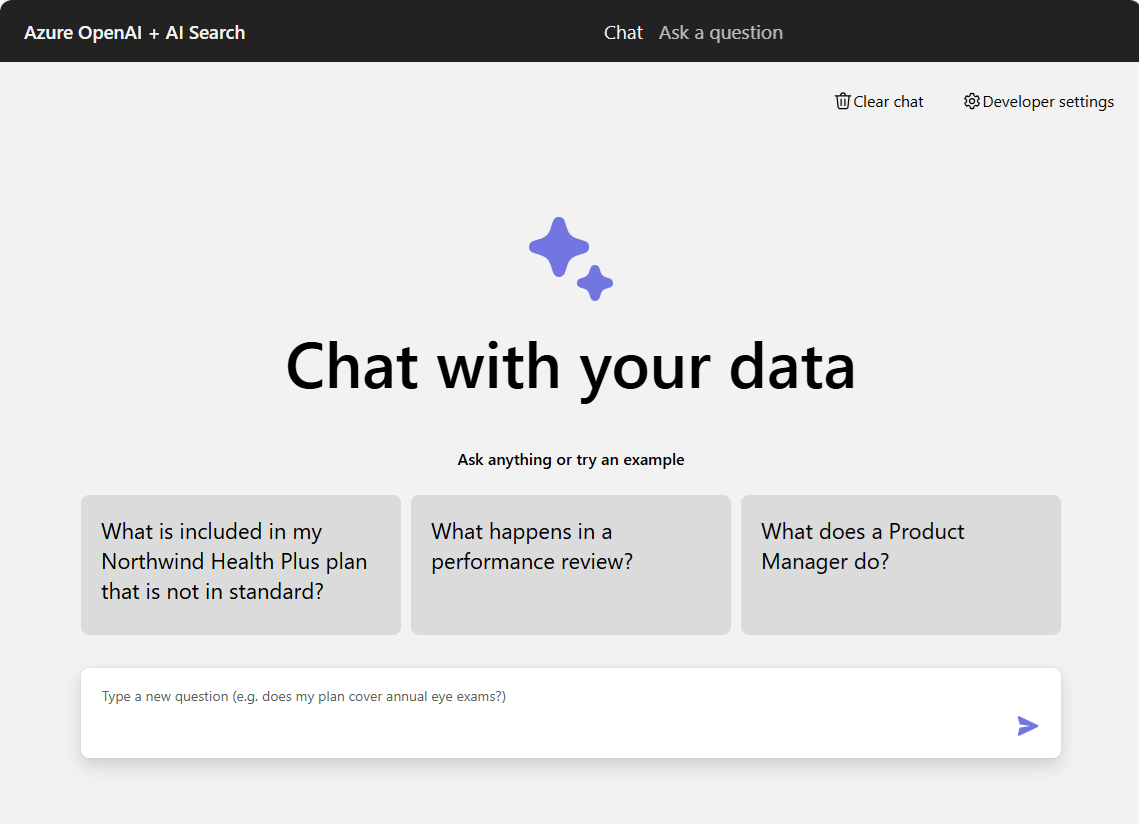 Azure OpenAI + AI Search
Chat
Ask a question
Clear chat
Developer settings
Chat with your data
Ask anything or try an example
What is included in my
Northwind Health Plus plan
that is not in standard?
What happens in a
performance review?
What does a Product
Manager do?
Type a new question (e.g. does my plan cover annual eye exams?)